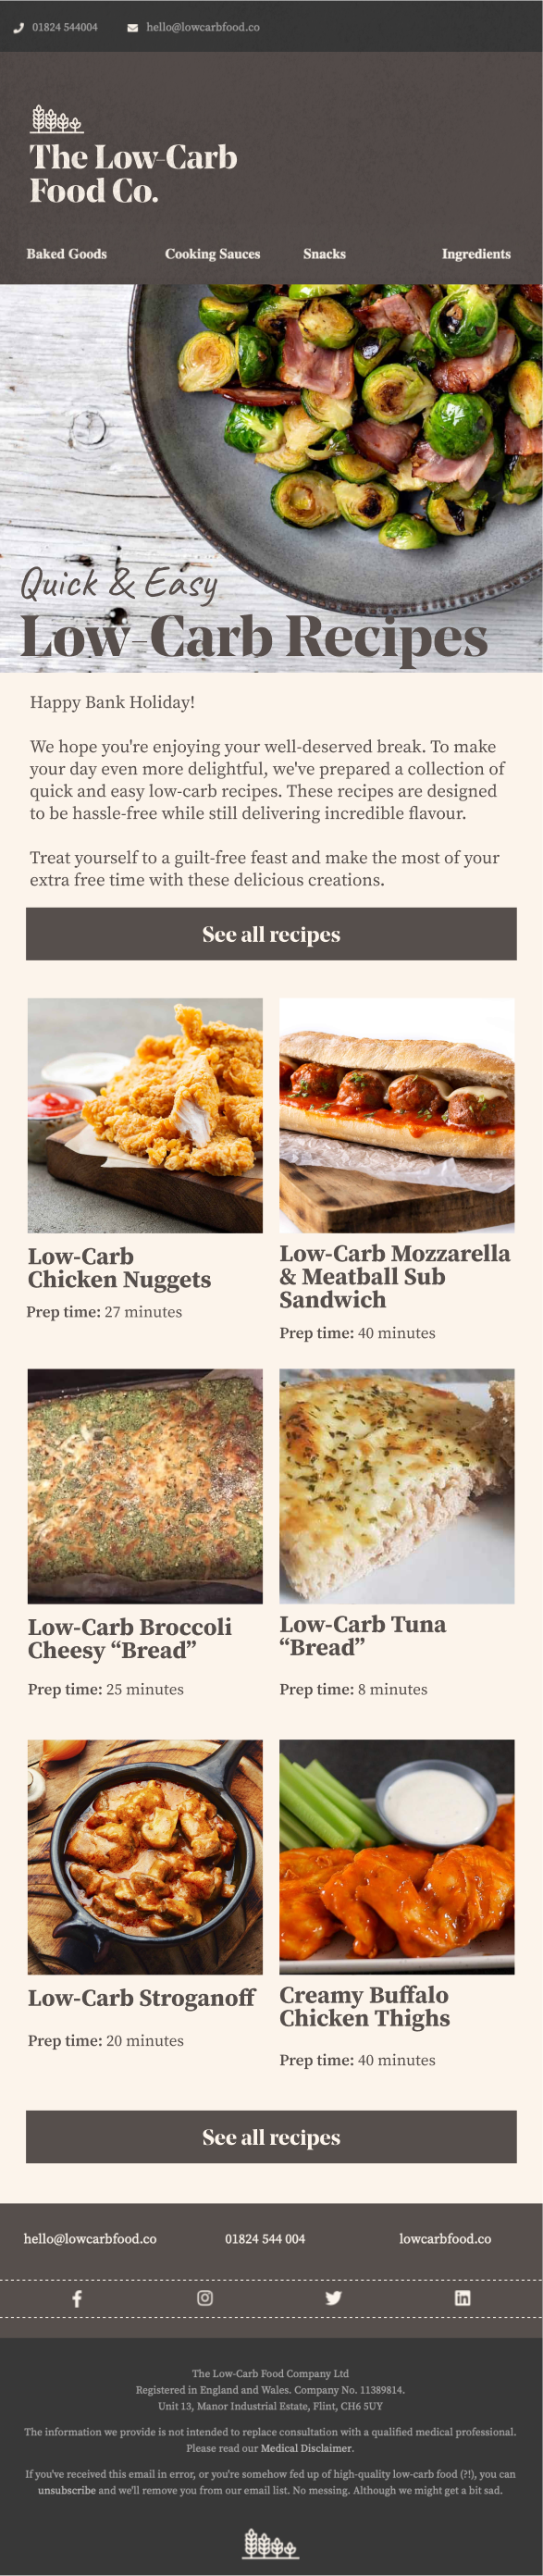 01824 544004 hello@lowcarbfood.co
The Low-Carb
Food Co.
Baked Goods Cooking Sauces Snacks Ingredients
Quick & Easy
Low-Carb Recipes
Happy Bank Holiday!
We hope you're enjoying your well-deserved break. To make
your day even more delightful, we've prepared a collection of
quick and easy low-carb recipes. These recipes are designed
to be hassle-free while still delivering incredible flavour.
Treat yourself to a guilt-free feast and make the most of your
extra free time with these delicious creations.
See all recipes
Low-Carb
Chicken Nuggets
Prep time: 27 minutes
Low-Carb Mozzarella
& Meatball Sub
Sandwich
Prep time: 40 minutes
Low-Carb Broccoli
Cheesy “Bread”
Prep time: 25 minutes
Low-Carb Tuna
“Bread”
Prep time: 8 minutes
Low-Carb Stroganoff
Prep time: 20 minutes
Creamy Buffalo
Chicken Thighs
Prep time: 40 minutes
See all recipes
hello@lowcarbfood.co 01824 544 004 lowcarbfood.co
The Low-Carb Food Company Ltd
Registered in England and Wales. Company No. 11389814.
Unit 13, Manor Industrial Estate, Flint, CH6 5UY
The information we provide is not intended to replace consultation with a qualified medical professional.
Please read our Medical Disclaimer.
If you've received this email in error, or you're somehow fed up of high-quality low-carb food (?!), you can
unsubscribe and we'll remove you from our email list. No messing. Although we might get a bit sad.